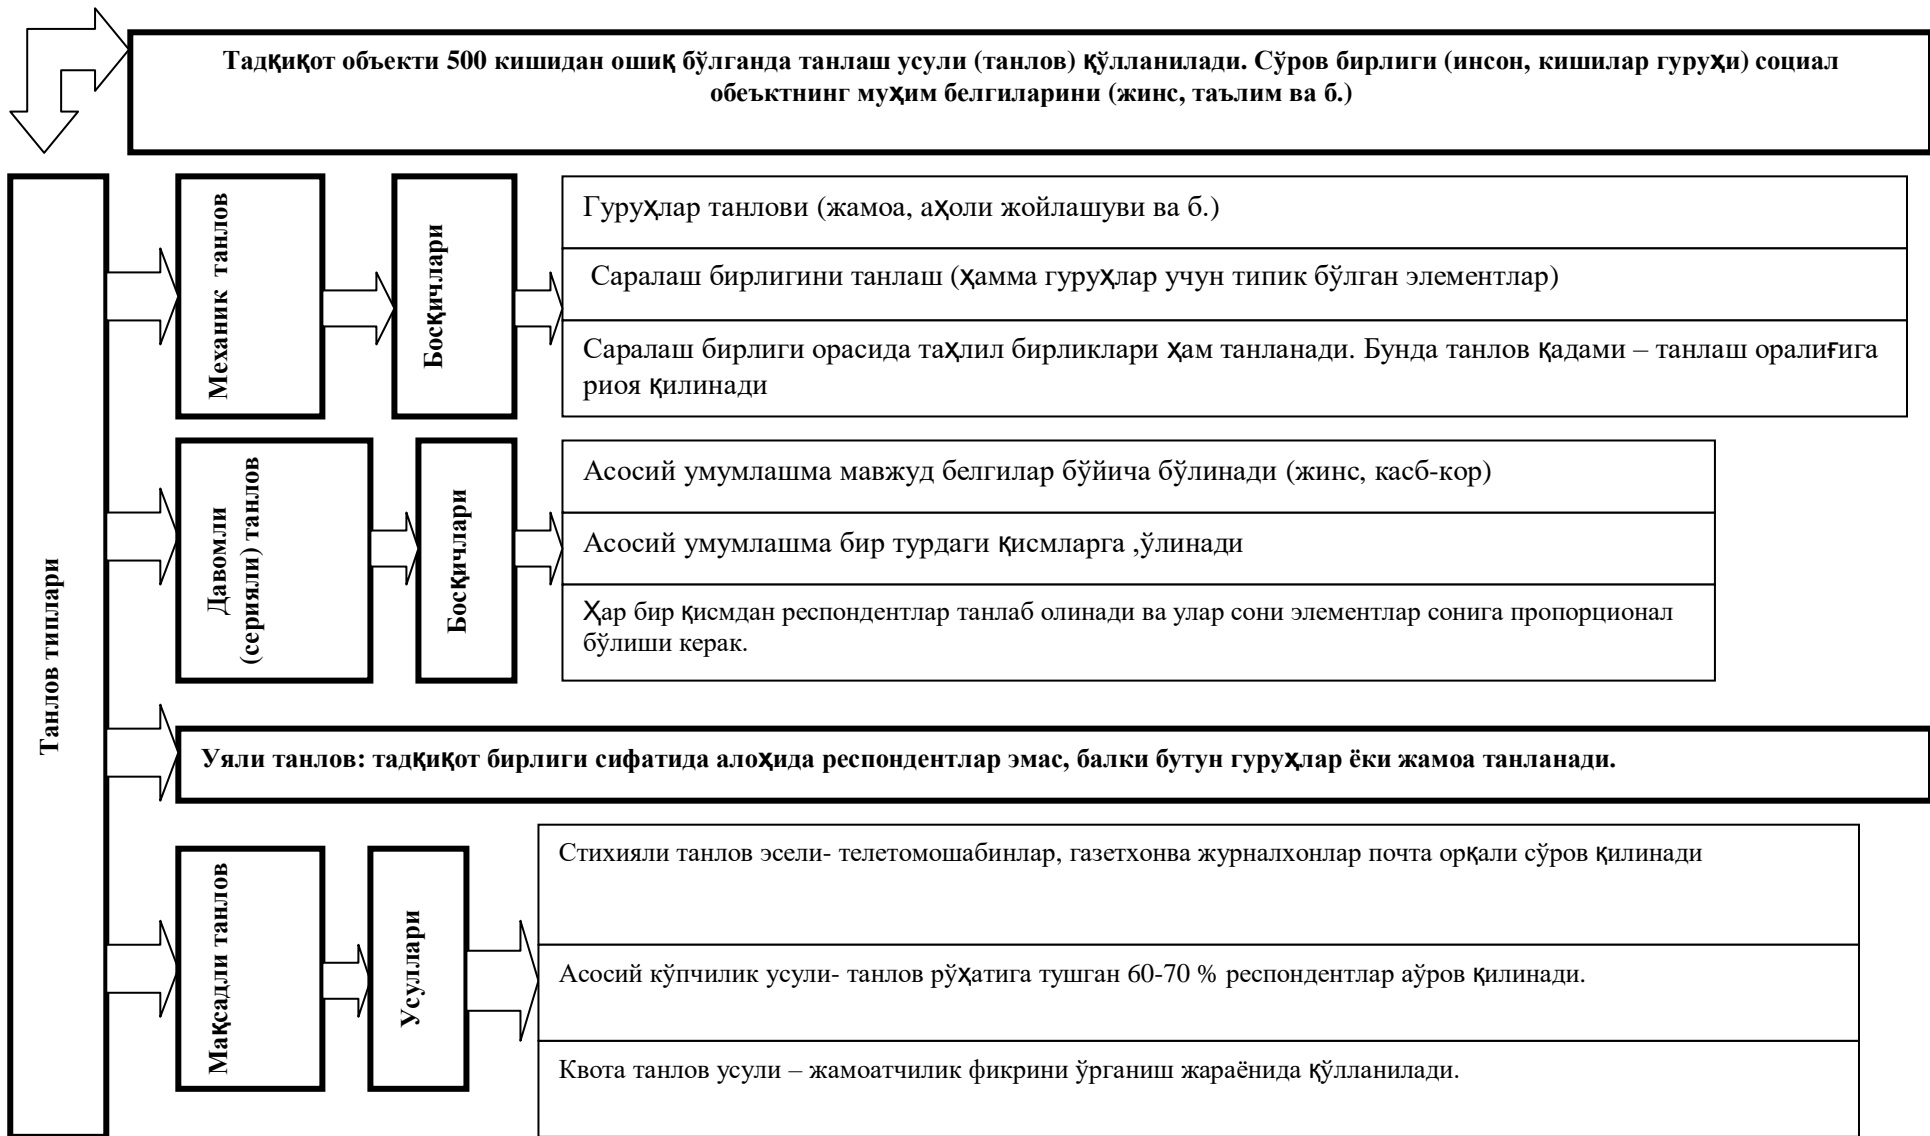 Тадқиқот объекти 500 кишидан ошиқ бўлганда танлаш усули (танлов) қўлланилади. Сўров бирлиги (инсон, кишилар гуруҳи) социал
обеъктнинг муҳим белгиларини (жинс, таълим ва б.)
Танлов типлари
Механик танлов
Босқичлари
Гуруҳлар танлови (жамоа, аҳоли жойлашуви ва б.)
Саралаш бирлигини танлаш (ҳамма гуруҳлар учун типик бўлган элементлар)
Саралаш бирлиги орасида таҳлил бирликлари ҳам танланади. Бунда танлов қадами – танлаш оралиғига
риоя қилинади
Давомли
(серияли) танлов
Босқичлари
Асосий умумлашма мавжуд белгилар бўйича бўлинади (жинс, касб-кор)
Асосий умумлашма бир турдаги қисмларга ,ўлинади
Ҳар бир қисмдан респондентлар танлаб олинади ва улар сони элементлар сонига пропорционал
бўлиши керак.
Уяли танлов: тадқиқот бирлиги сифатида алоҳида респондентлар эмас, балки бутун гуруҳлар ёки жамоа танланади.
Мақсадли танлов
Усуллари
Стихияли танлов эсели- телетомошабинлар, газетхонва журналхонлар почта орқали сўров қилинади
Асосий кўпчилик усули- танлов рўҳатига тушган 60-70 % респондентлар аўров қилинади.
Квота танлов усули – жамоатчилик фикрини ўрганиш жараёнида қўлланилади.